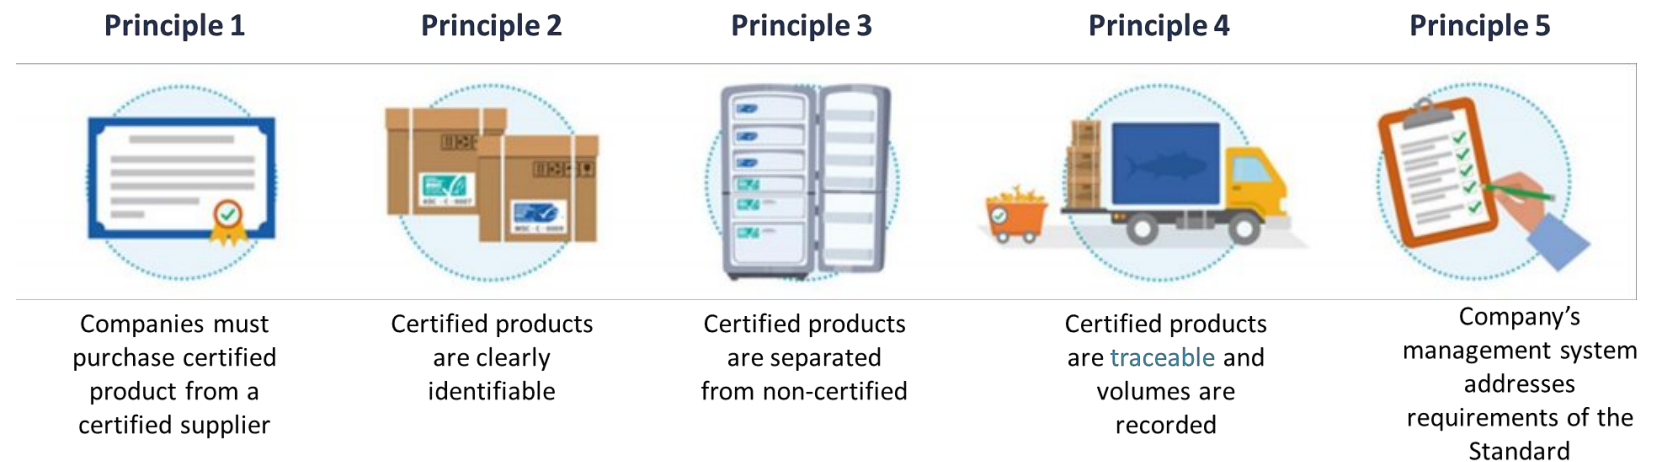 Principle 1
Principle 2
Principle 3
Principle 4
Principle 5
Companies must
purchase certified
product from a
certified supplier
Certified products
are clearly
identifiable
Certified products
are separated
from non-certified
Certified products
are traceable and
volumes are
recorded
Company’s
management system
addresses
requirements of the
Standard